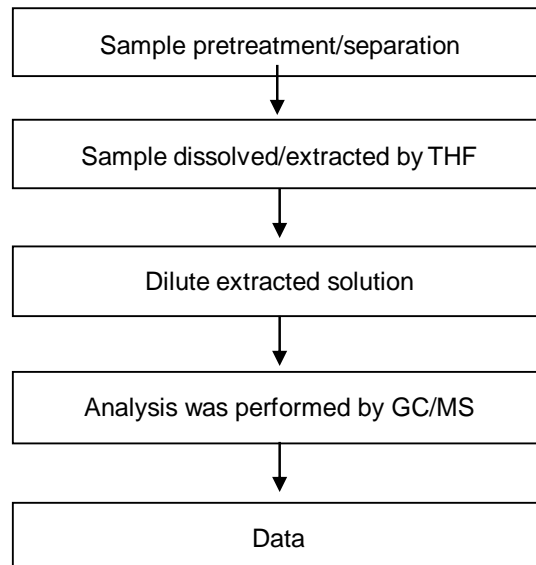 Sample pretreatment/separation
Sample dissolved/extracted by THF
Dilute extracted solution
Analysis was performed by GC/MS
Data